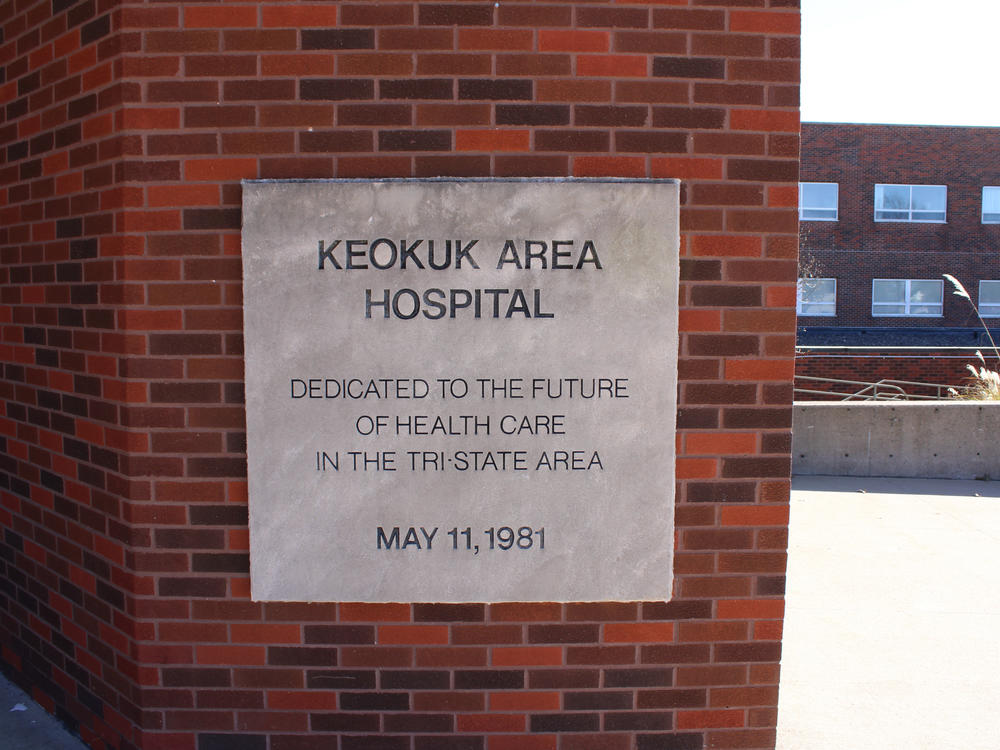 KEOKUK AREA
HOSPITAL
DEDICATED TO THE FUTURE
OF HEALTH CARE
IN THE TRI-STATE AREA
MAY 11, 1981